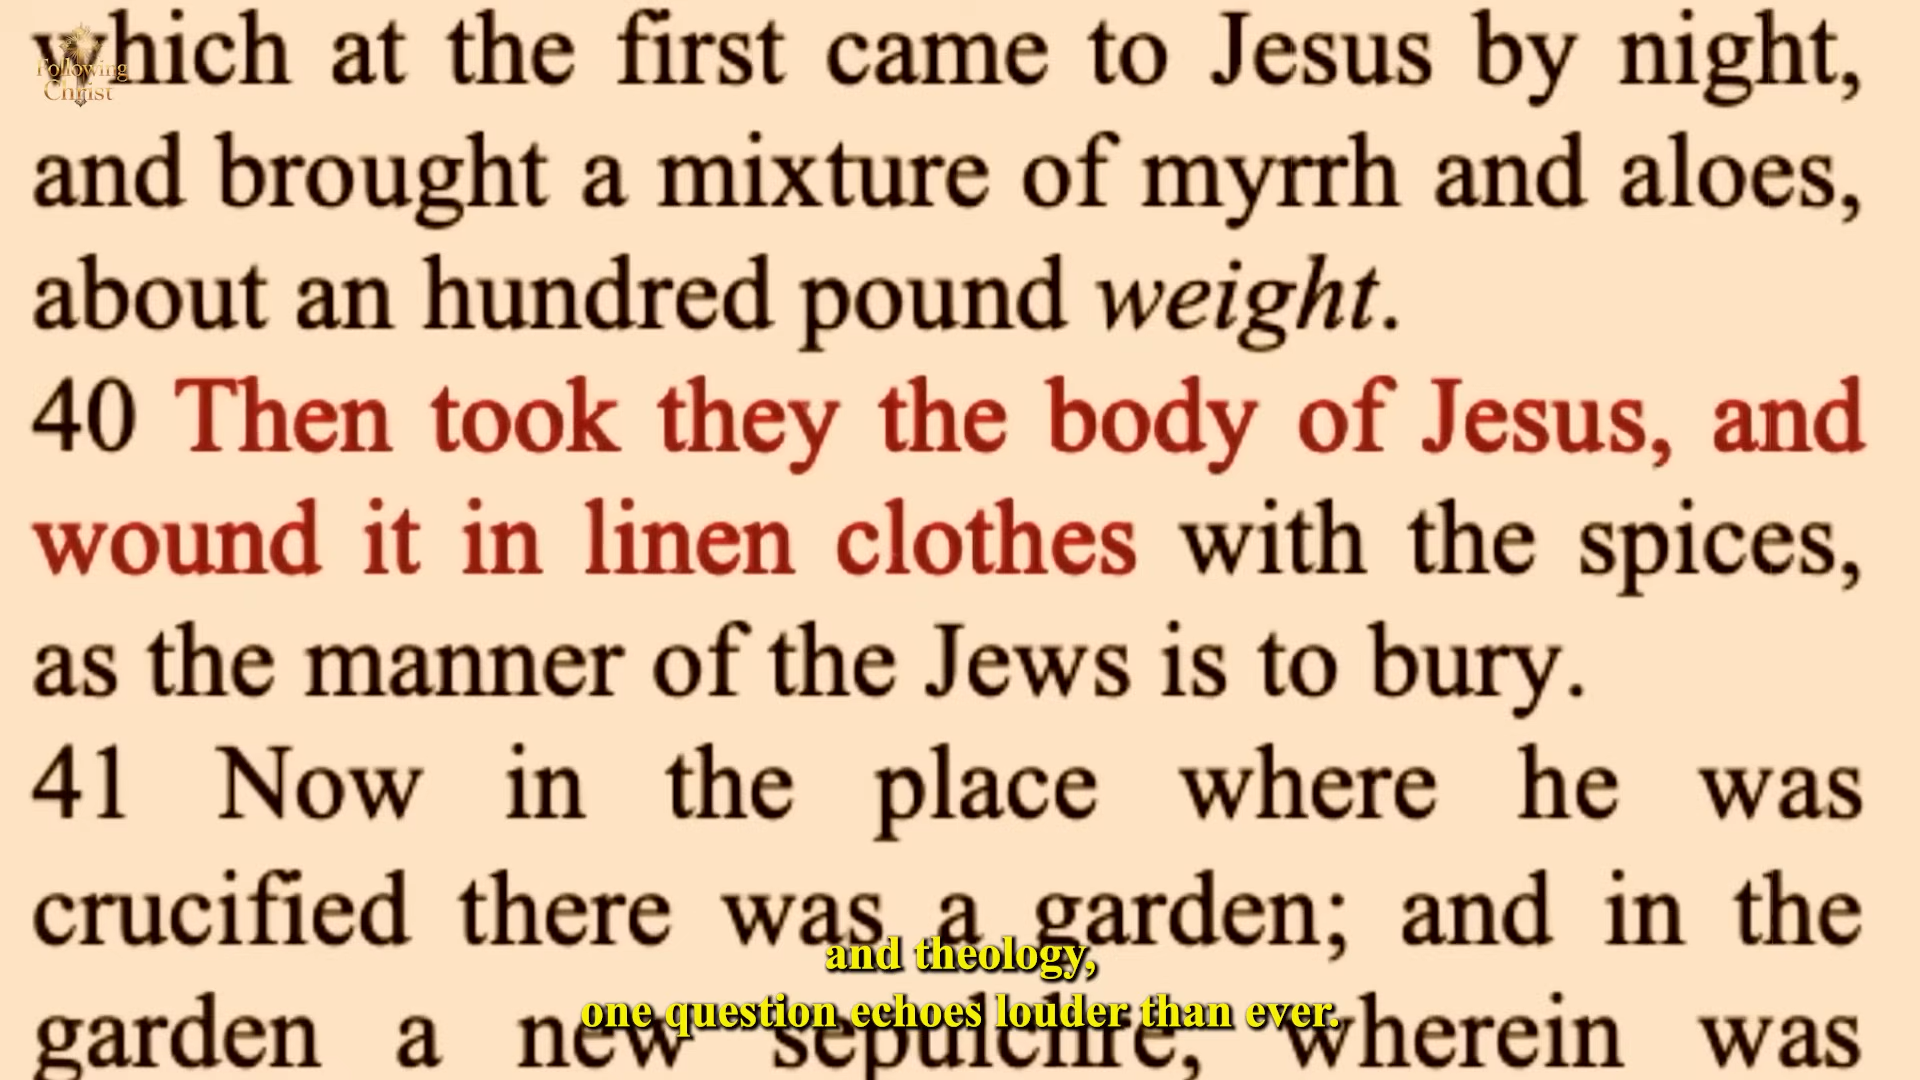 which at the first came to Jesus by night,
and brought a mixture of myrrh and aloes,
about an hundred pound weight.
40 Then took they the body of Jesus, and
wound it in linen clothes with the spices,
as the manner of the Jews is to bury.
41 Now in the place where he was
crucified there was a garden; and in the
garden a new sepulchre, wherein was
Following
Christ
and theology,
one question echoes louder than ever.